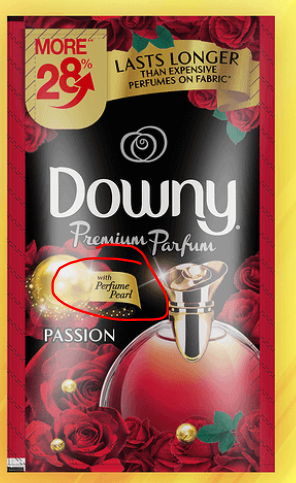 MORE
28%
LASTS LONGER
THAN EXPENSIVE
PERFUMES ON FABRIC*
Downy
Premium Parfum
with
Perfume
Pearl
PASSION